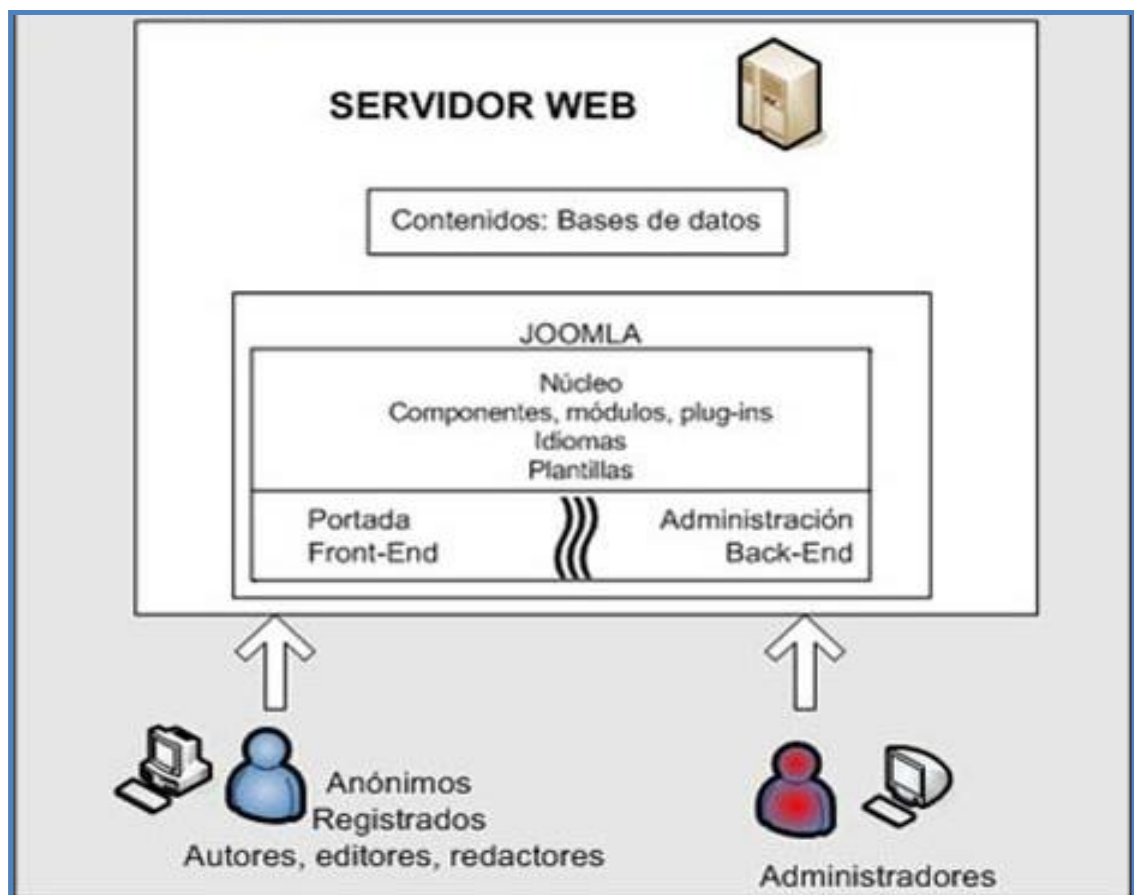 SERVIDOR WEB
Contenidos: Bases de datos
JOOMLA
Núcleo
Componentes, módulos, plug-ins
Idiomas
Plantillas
Portada
Front-End
Administración
Back-End
Anónimos
Registrados
Autores, editores, redactores
Administradores